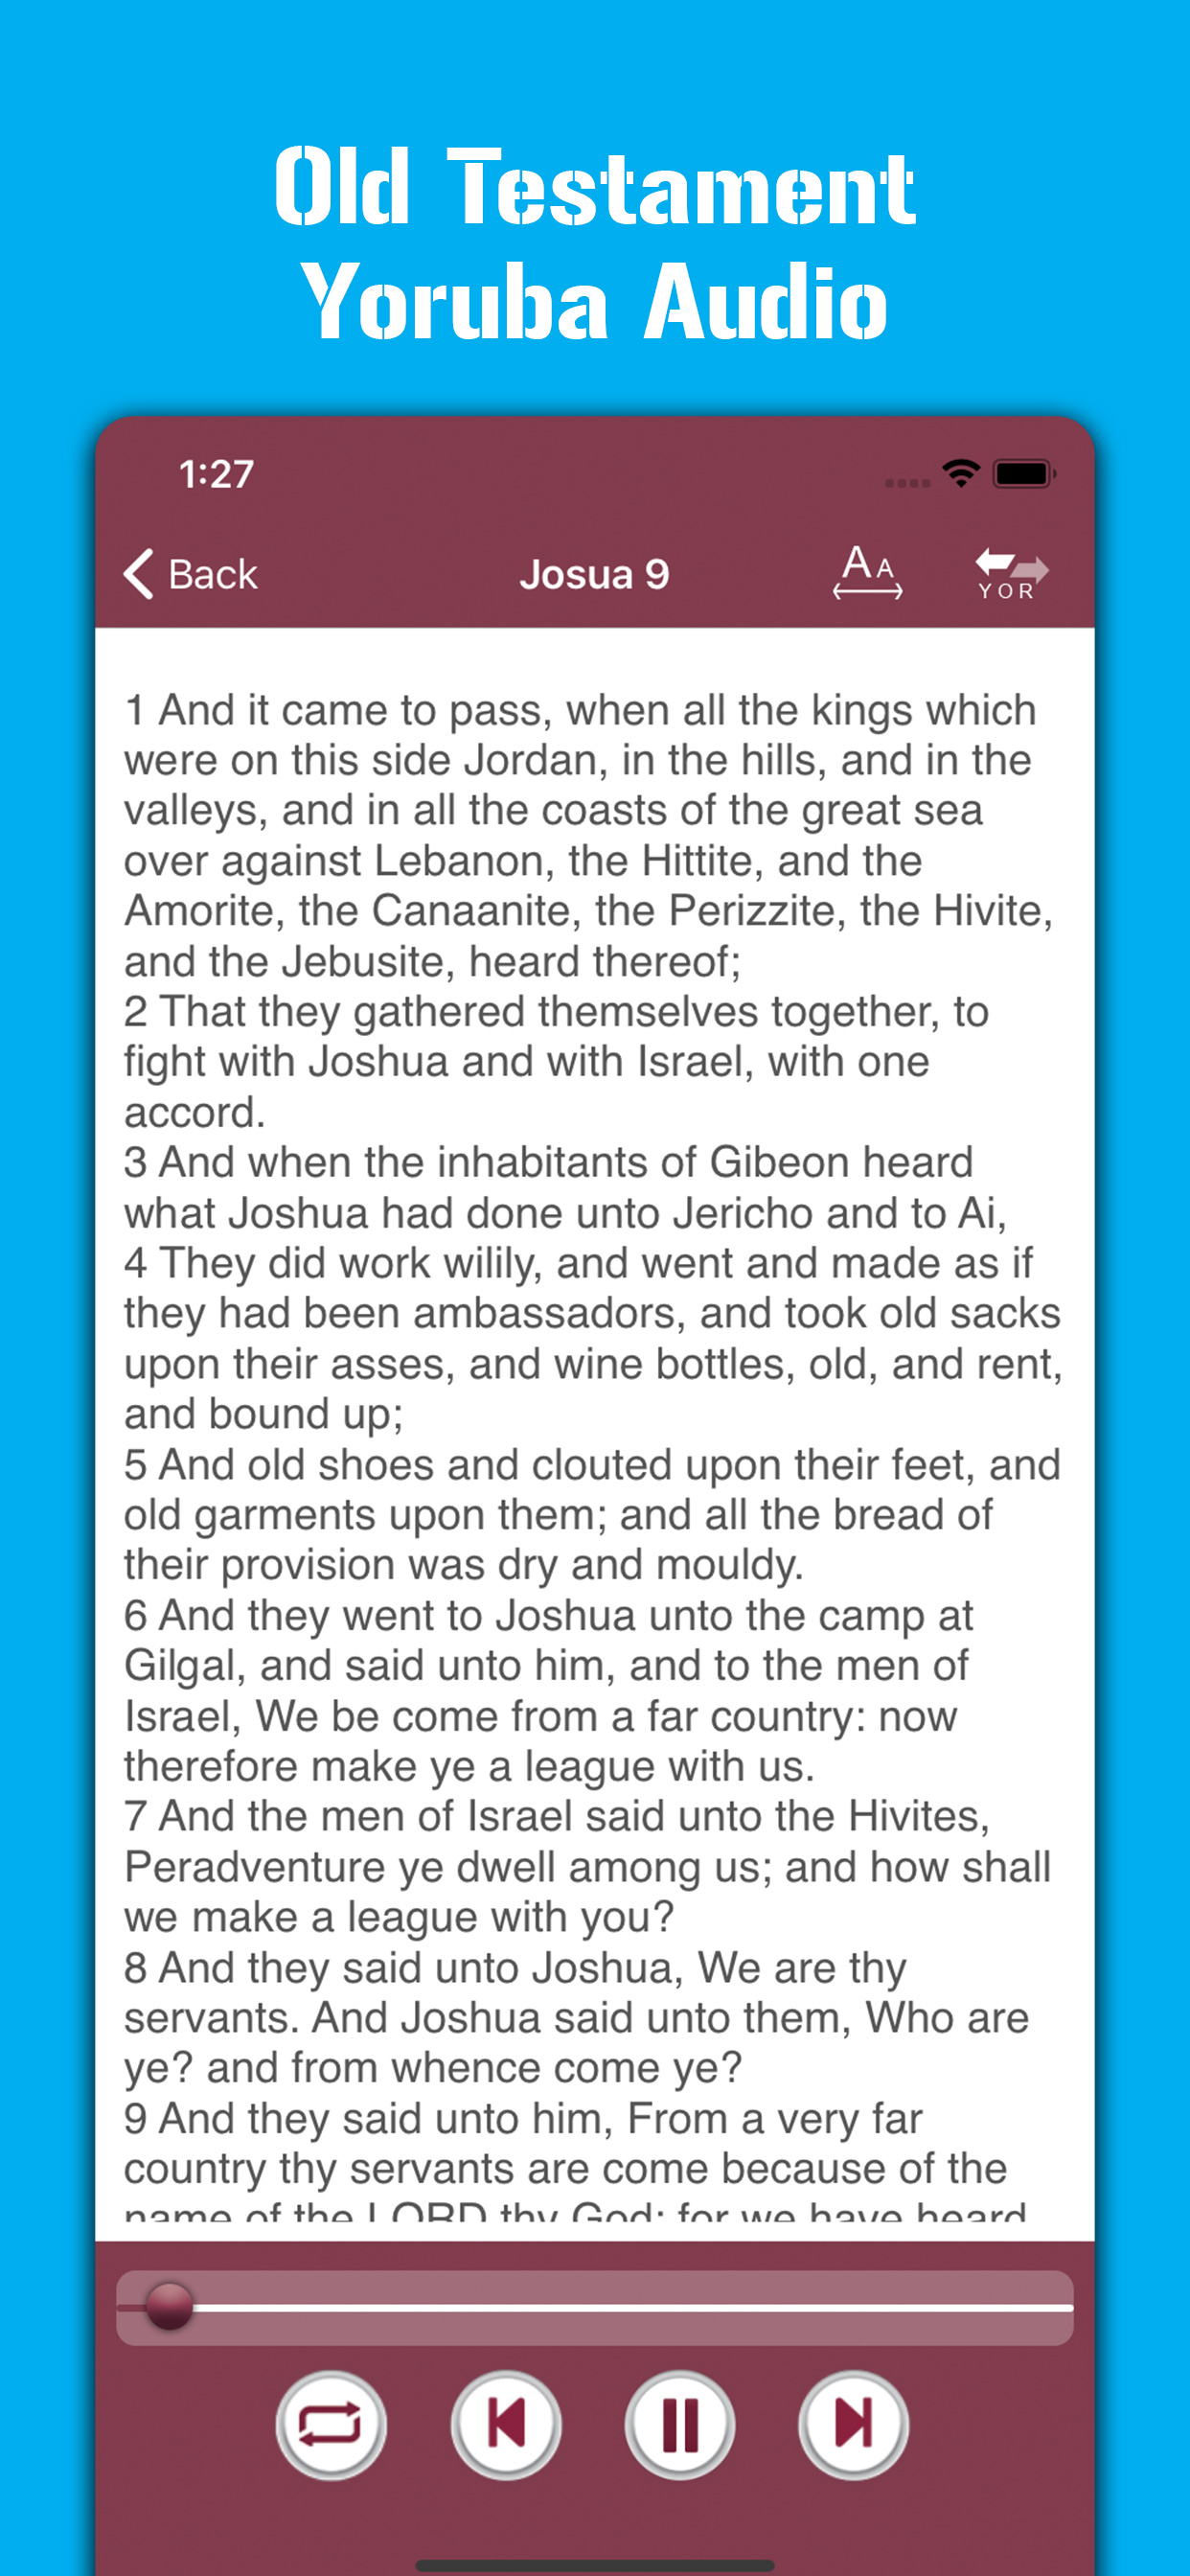 Old Testament
Yoruba Audio
1:27
Back
Josua 9
AA
YOR
1 And it came to pass, when all the kings which
were on this side Jordan, in the hills, and in the
valleys, and in all the coasts of the great sea
over against Lebanon, the Hittite, and the
Amorite, the Canaanite, the Perizzite, the Hivite,
and the Jebusite, heard thereof;
2 That they gathered themselves together, to
fight with Joshua and with Israel, with one
accord.
3 And when the inhabitants of Gibeon heard
what Joshua had done unto Jericho and to Ai,
4 They did work wilily, and went and made as if
they had been ambassadors, and took old sacks
upon their asses, and wine bottles, old, and rent,
and bound up;
5 And old shoes and clouted upon their feet, and
old garments upon them; and all the bread of
their provision was dry and mouldy.
6 And they went to Joshua unto the camp at
Gilgal, and said unto him, and to the men of
Israel, We be come from a far country: now
therefore make ye a league with us.
7 And the men of Israel said unto the Hivites,
Peradventure ye dwell among us; and how shall
we make a league with you?
8 And they said unto Joshua, We are thy
servants. And Joshua said unto them, Who are
ye? and from whence come ye?
9 And they said unto him, From a very far
country thy servants are come because of the
name of the LORD thy God: for we have heard